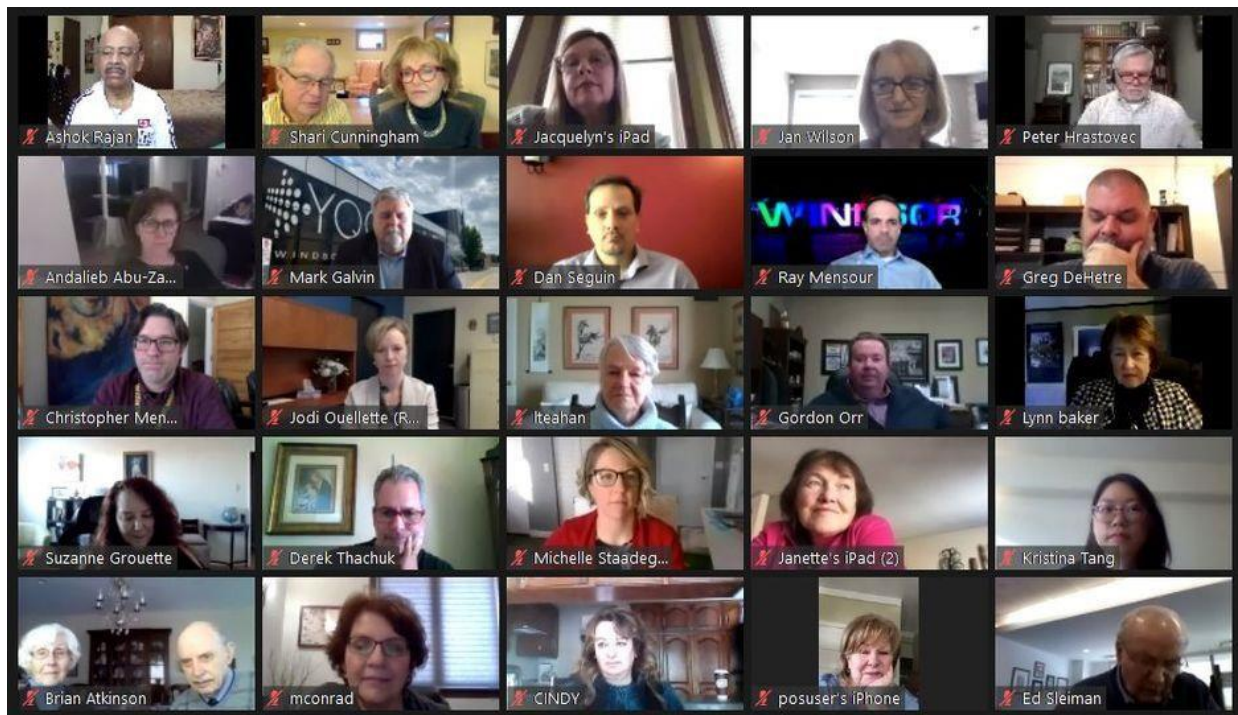 Ashok Rajan
Shari Cunningham
Jacquelyn's iPad
Jan Wilson
Peter Hrastovec
YQG
WINDSO
WINDSOR
Andalieb Abu-Za...
Mark Galvin
Dan Seguin
Ray Mensour
Greg DeHetre
Christopher Men...
Jodi Ouellette (R...
lteahan
Gordon Orr
Lynn baker
Suzanne Grouette
Derek Thachuk
Michelle Staadeg...
Janette's iPad (2)
Kristina Tang
Brian Atkinson
mconrad
CINDY
posuser's iPhone
Ed Sleiman